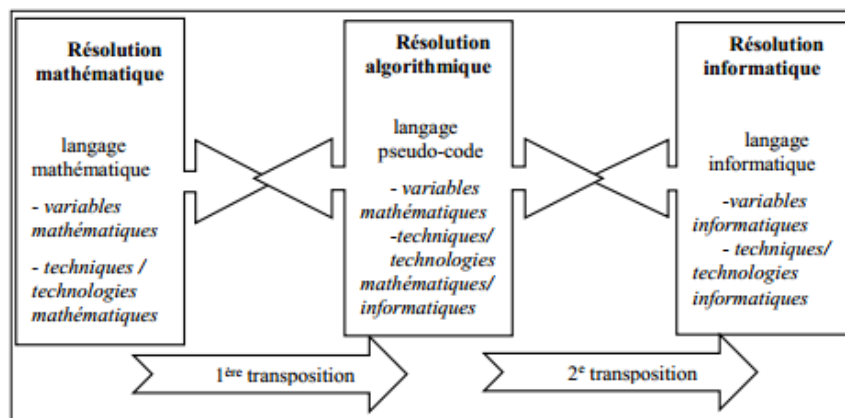 Résolution
mathématique
langage
mathématique
- variables
mathématiques
- techniques /
technologies
mathématiques
Résolution
algorithmique
langage
pseudo-code
- variables
mathématiques
-techniques/
technologies
mathématiques/
informatiques
Résolution
informatique
langage
informatique
-variables
informatiques
- techniques/
technologies
informatiques
1ère transposition
2e transposition